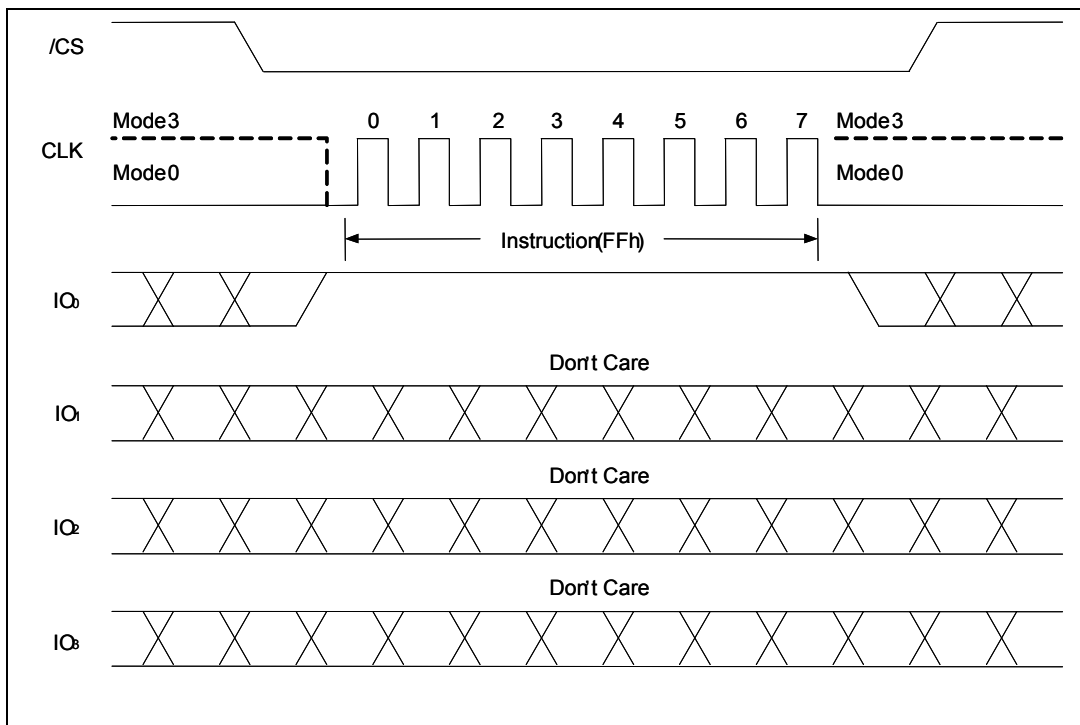 /CS
Mode3 0 1 2 3 4 5 6 7 Mode3
CLK
Mode0 Mode0
Instruction(FFh)
IO0
Don't Care
IO1
Don't Care
IO2
Don't Care
IO3